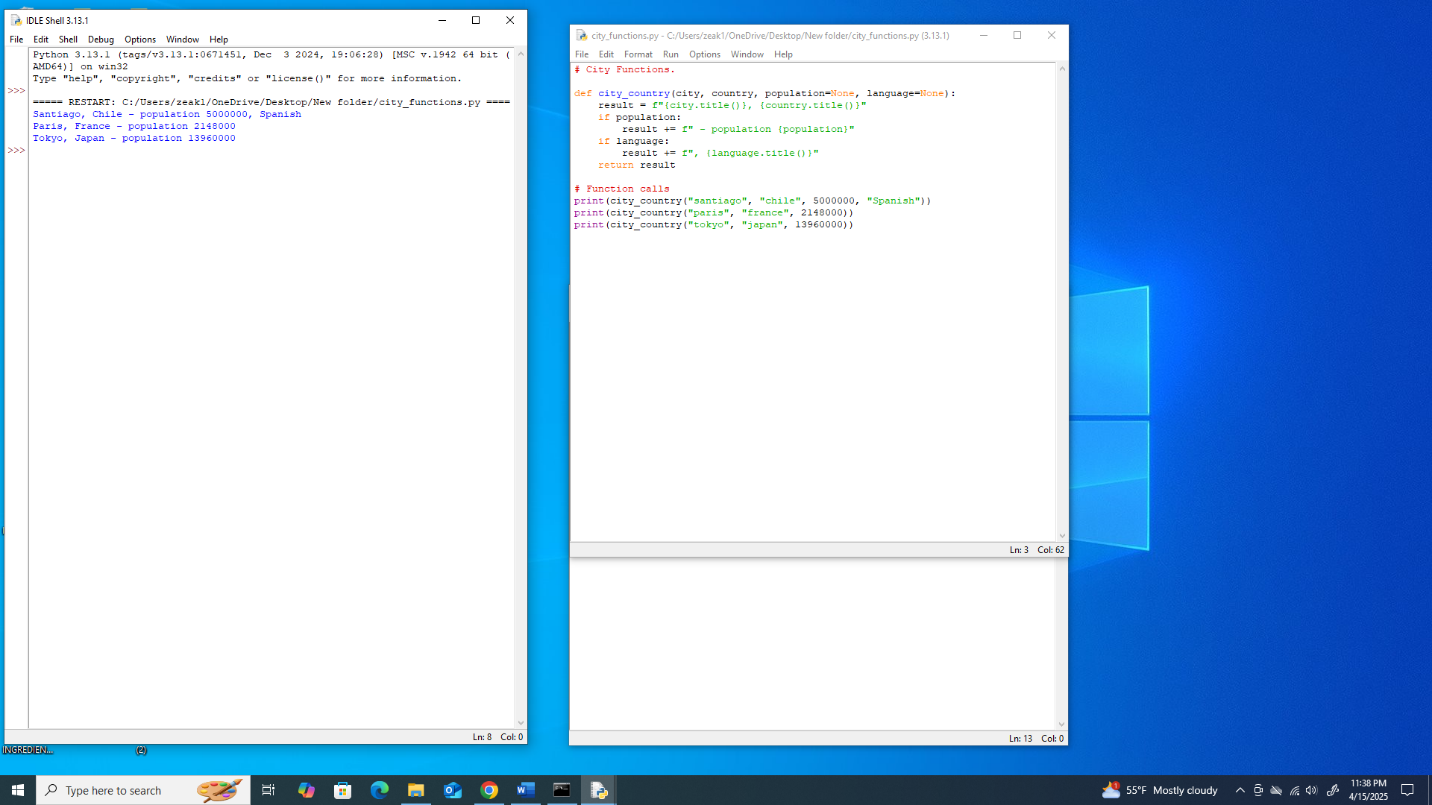 IDLE Shell 3.13.1
File Edit Shell Debug Options Window Help
Python 3.13.1 (tags/v3.13.1:0671451, Dec  3 2024, 19:06:28) [MSC v.1942 64 bit (
AMD64)] on win32
Type "help", "copyright", "credits" or "license()" for more information.
>>>
===== RESTART: C:/Users/zeak1/OneDrive/Desktop/New folder/city_functions.py ====
Santiago, Chile - population 5000000, Spanish
Paris, France - population 2148000
Tokyo, Japan - population 13960000
>>>
Ln: 8 Col: 0
city_functions.py - C:/Users/zeak1/OneDrive/Desktop/New folder/city_functions.py (3.13.1)
File Edit Format Run Options Window Help
# City Functions.
def city_country(city, country, population=None, language=None):
    result = f"{city.title()}, {country.title()}"
    if population:
        result += f" - population {population}"
    if language:
        result += f", {language.title()}"
    return result
# Function calls
print(city_country("santiago", "chile", 5000000, "Spanish"))
print(city_country("paris", "france", 2148000))
print(city_country("tokyo", "japan", 13960000))
Ln: 3 Col: 62
Ln: 13 Col: 0
INGREDIEN...
(2)
Type here to search
55°F Mostly cloudy
11:38 PM
4/15/2025